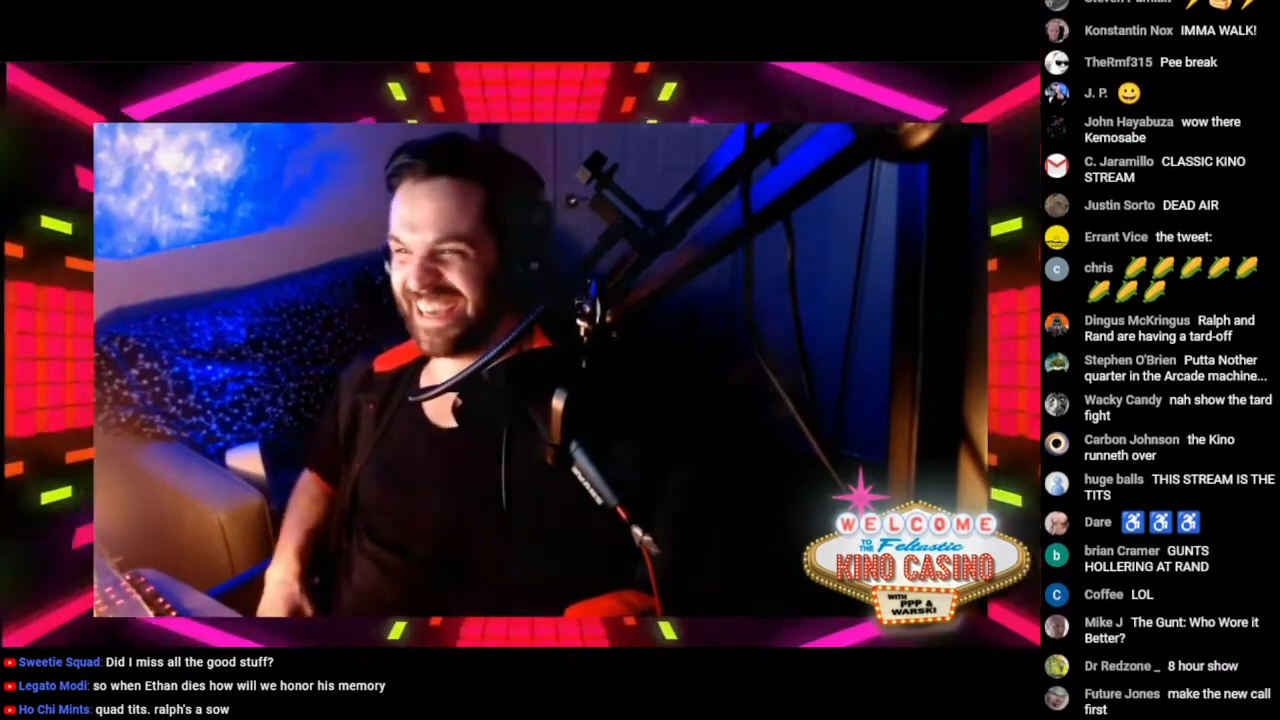 Konstantin Nox IMMA WALK!
TheRmf315 Pee break
J. P. 😀
John Hayabuza wow there
Kemosabe
C. Jaramillo CLASSIC KINO
STREAM
Justin Sorto DEAD AIR
Errant Vice the tweet:
chris 🌽🌽🌽🌽🌽
🌽🌽🌽
Dingus McKringus Ralph and
Rand are having a tard-off
Stephen O'Brien Putta Nother
quarter in the Arcade machine...
Wacky Candy nah show the tard
fight
Carbon Johnson the Kino
runneth over
huge balls THIS STREAM IS THE
TITS
Dare ♿♿♿
brian Cramer GUNTS
HOLLERING AT RAND
Coffee LOL
Mike J The Gunt: Who Wore it
Better?
Dr Redzone _ 8 hour show
Future Jones make the new call
first
WELCOME
TO THE Feltastic
KINO CASINO
WITH
PPP &
WARSKI
Sweetie Squad: Did I miss all the good stuff?
Legato Modi: so when Ethan dies how will we honor his memory
Ho Chi Mints: quad tits. ralph's a sow